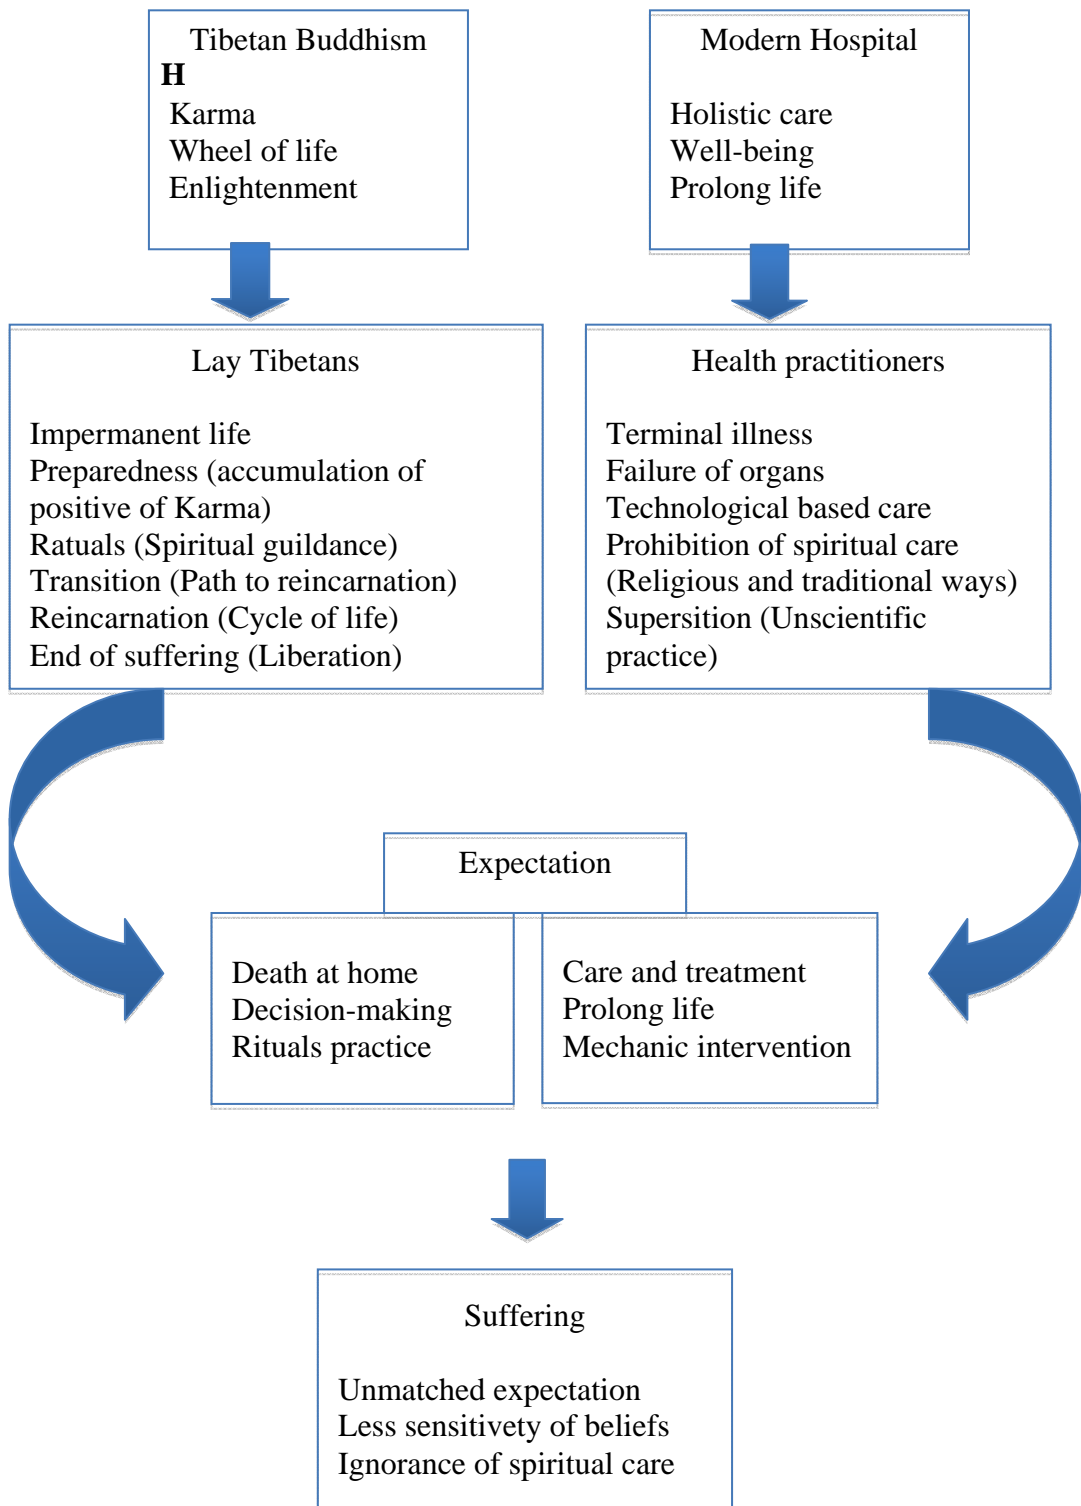 Tibetan Buddhism
H
Karma
Wheel of life
Enlightenment
Modern Hospital
Holistic care
Well-being
Prolong life
Lay Tibetans
Impermanent life
Preparedness (accumulation of
positive of Karma)
Ratuals (Spiritual guildance)
Transition (Path to reincarnation)
Reincarnation (Cycle of life)
End of suffering (Liberation)
Health practitioners
Terminal illness
Failure of organs
Technological based care
Prohibition of spiritual care
(Religious and traditional ways)
Supersition (Unscientific
practice)
Expectation
Death at home
Decision-making
Rituals practice
Care and treatment
Prolong life
Mechanic intervention
Suffering
Unmatched expectation
Less sensitivety of beliefs
Ignorance of spiritual care